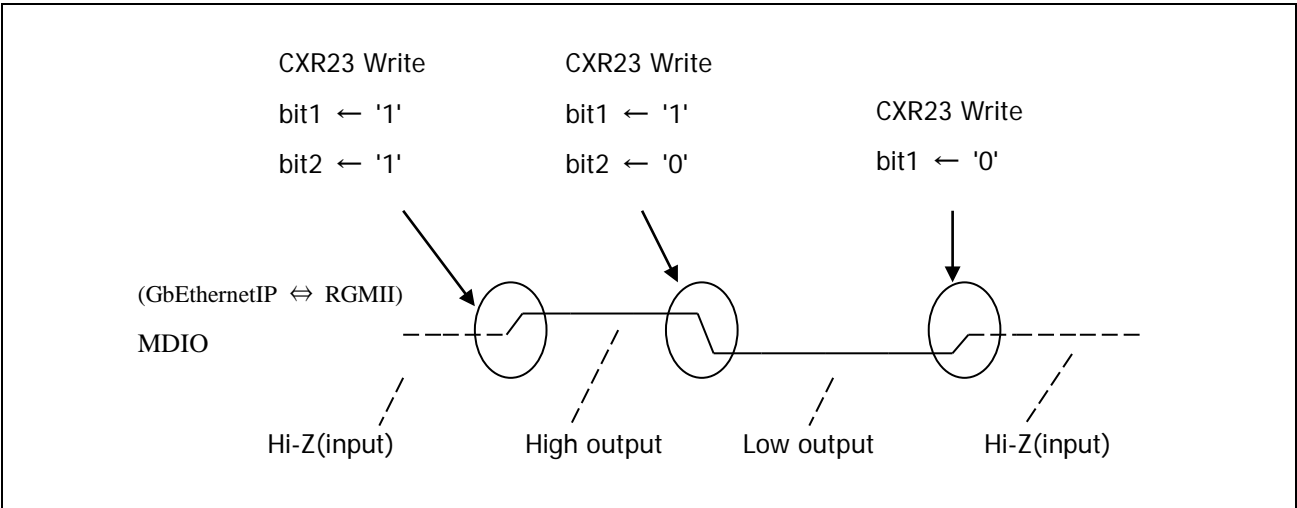 CXR23 Write
bit1 ← '1'
bit2 ← '1'
CXR23 Write
bit1 ← '1'
bit2 ← '0'
CXR23 Write
bit1 ← '0'
(GbEthernetIP ⇔ RGMII)
MDIO
Hi-Z(input)
High output
Low output
Hi-Z(input)